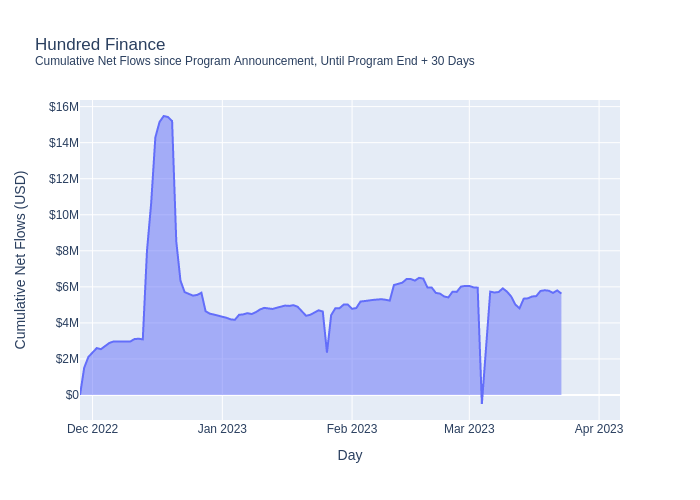 Hundred Finance
Cumulative Net Flows since Program Announcement, Until Program End + 30 Days
Cumulative Net Flows (USD)
$16M
$14M
$12M
$10M
$8M
$6M
$4M
$2M
$0
Dec 2022 Jan 2023 Feb 2023 Mar 2023 Apr 2023
Day